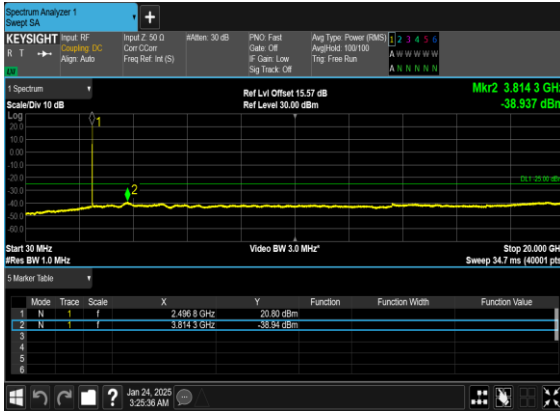 Spectrum Analyzer 1
Swept SA
+
KEYSIGHT Input: RF Input Z: 50 Ω #Atten: 30 dB PNO: Fast Avg Type: Power (RMS) 1 2 3 4 5 6
R T Coupling: DC Corr CCorr Gate: Off Avg|Hold: 100/100 A W W W W W
Align: Auto Freq Ref: Int (S) IF Gain: Low Trig: Free Run
Sig Track: Off A N N N N N
1 Spectrum
Ref Lvl Offset 15.57 dB Mkr2 3.814 3 GHz
Scale/Div 10 dB Ref Level 30.00 dBm -38.937 dBm
Log
20.0
10.0
0.00
-10.0
-20.0
-30.0
-40.0
-50.0
-60.0
1
2
DL1 -25.00 dBm
Start 30 MHz Video BW 3.0 MHz* Stop 20.000 GHz
#Res BW 1.0 MHz Sweep 34.7 ms (40001 pts)
5 Marker Table
Mode Trace Scale X Y Function Function Width Function Value
1 N 1 f 2.496 8 GHz 20.80 dBm
2 N 1 f 3.814 3 GHz -38.94 dBm
3
4
5
6
? Jan 24, 2025
3:25:36 AM